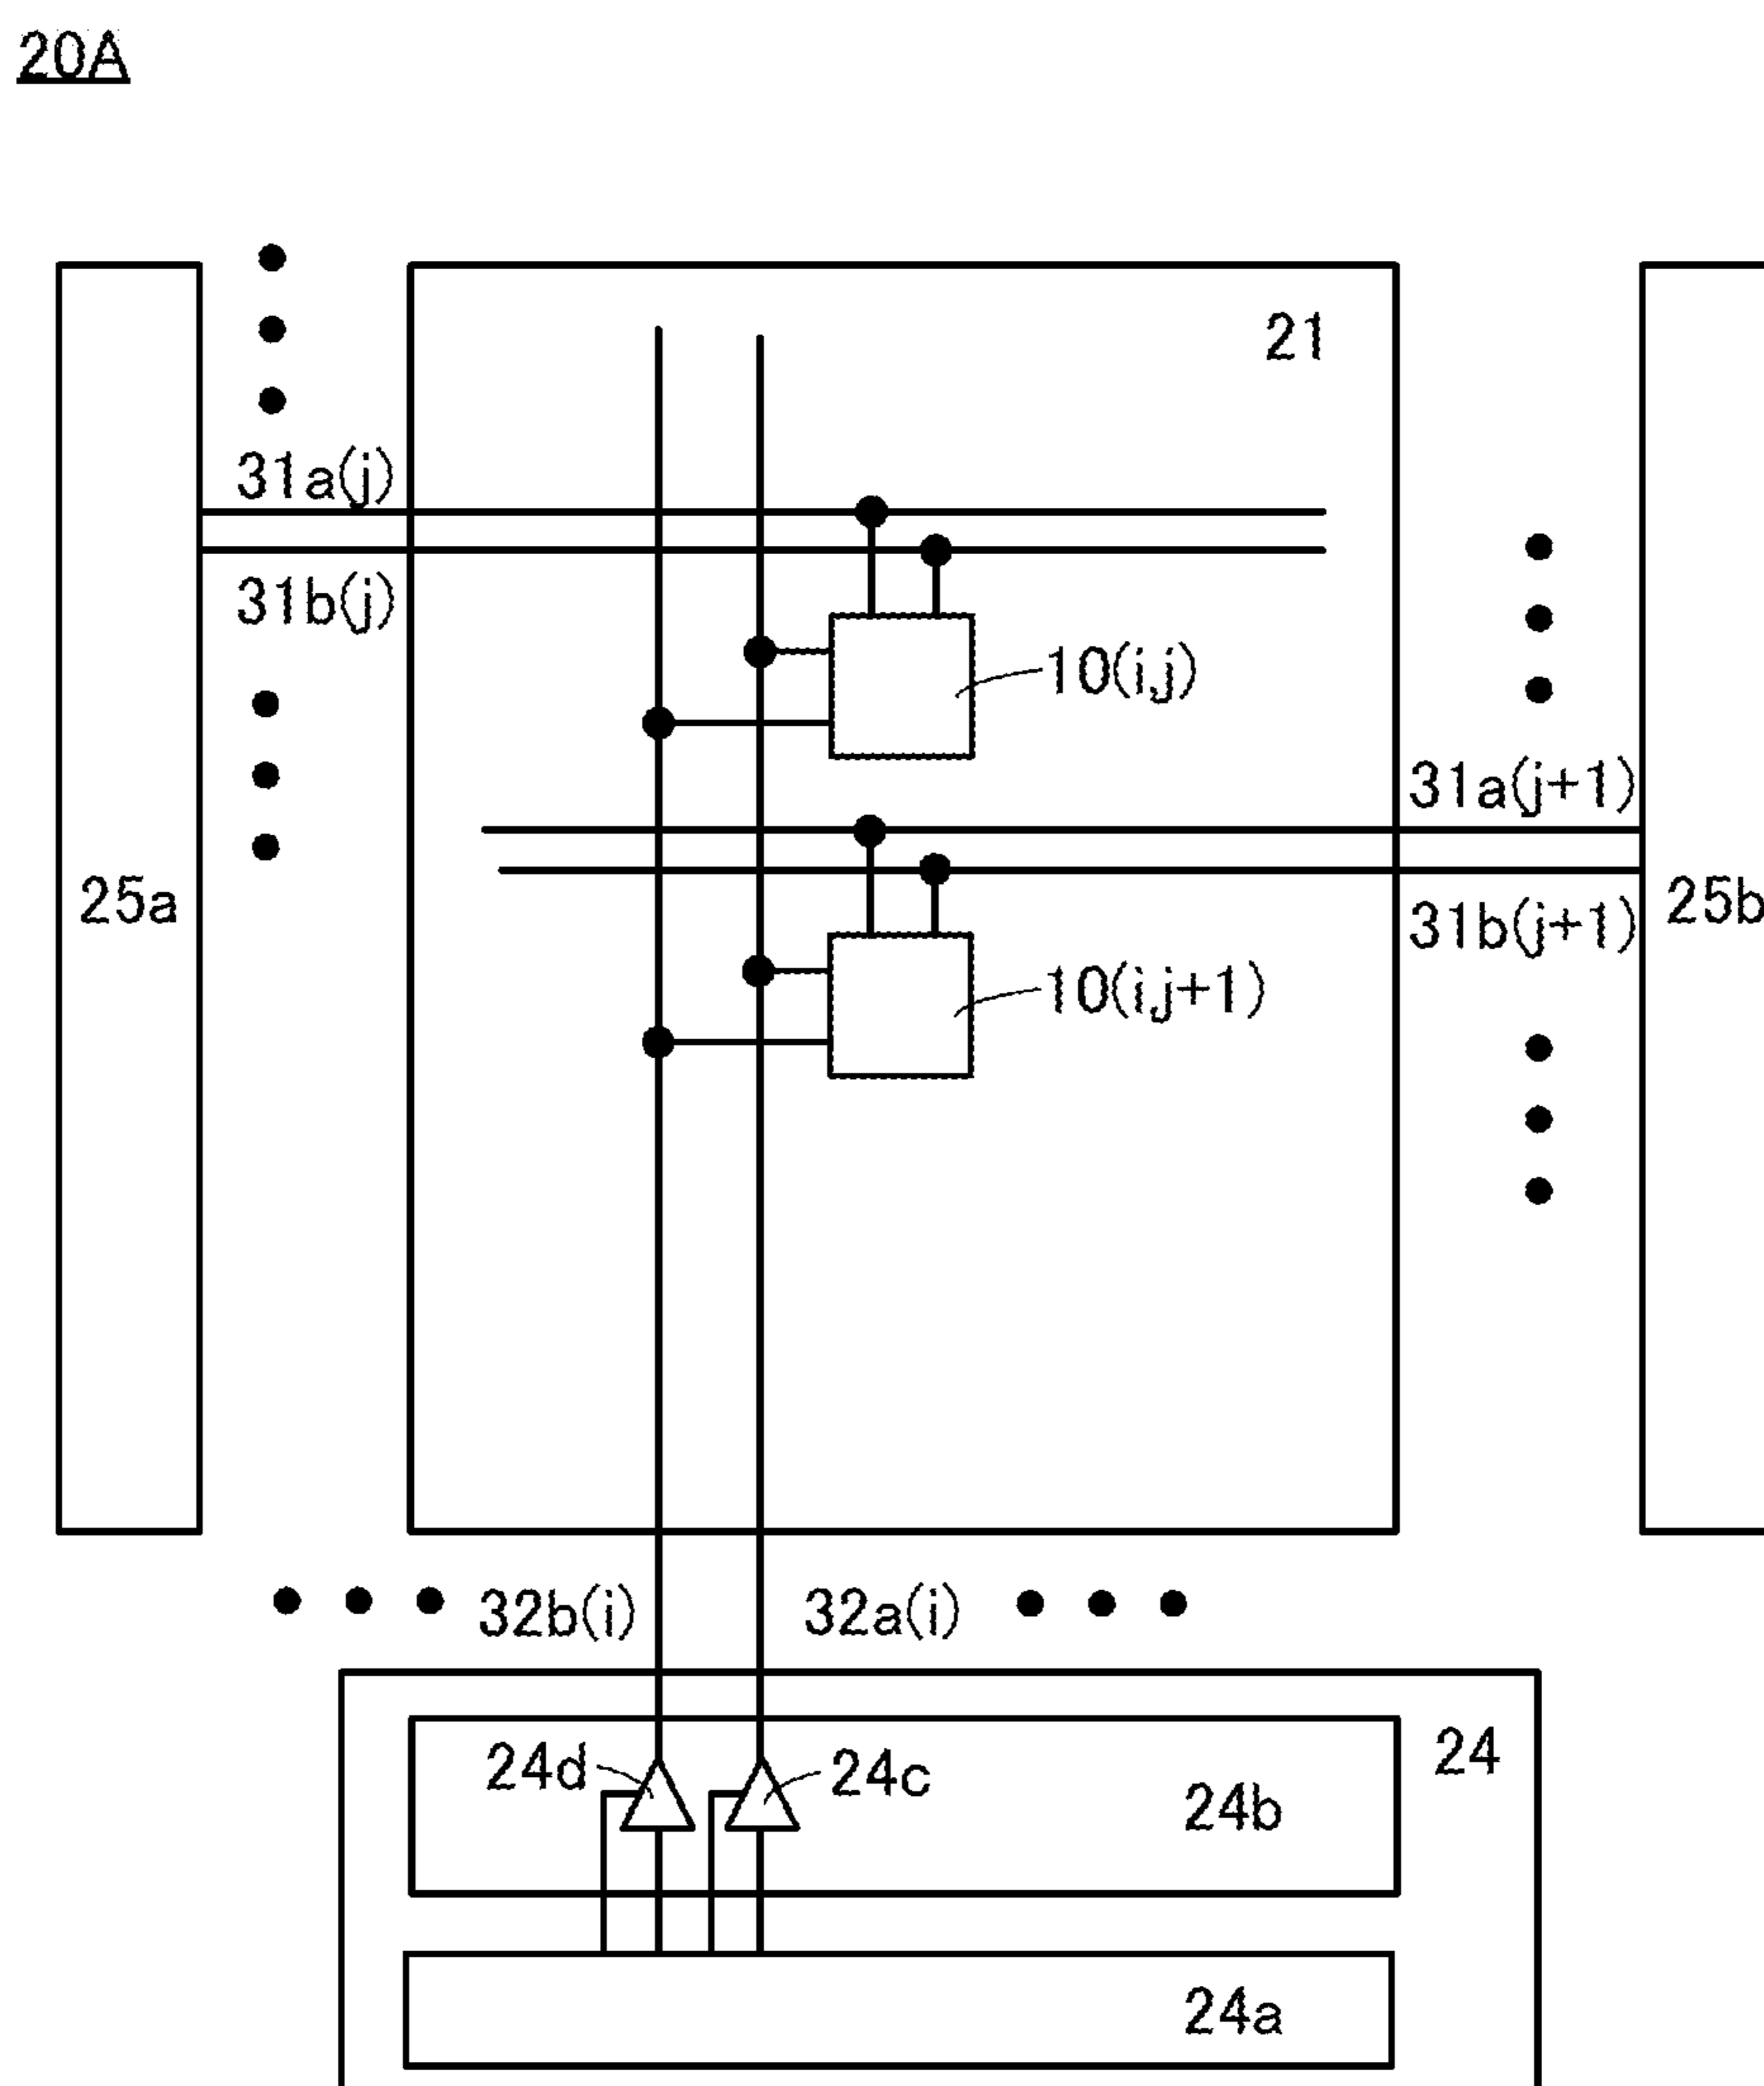 20A
21
31a(j)
31b(j)
10(i,j)
31a(j+1)
25a
25b
31b(j+1)
10(i,j+1)
32b(i)
32a(i)
24d
24c
24
24b
24a